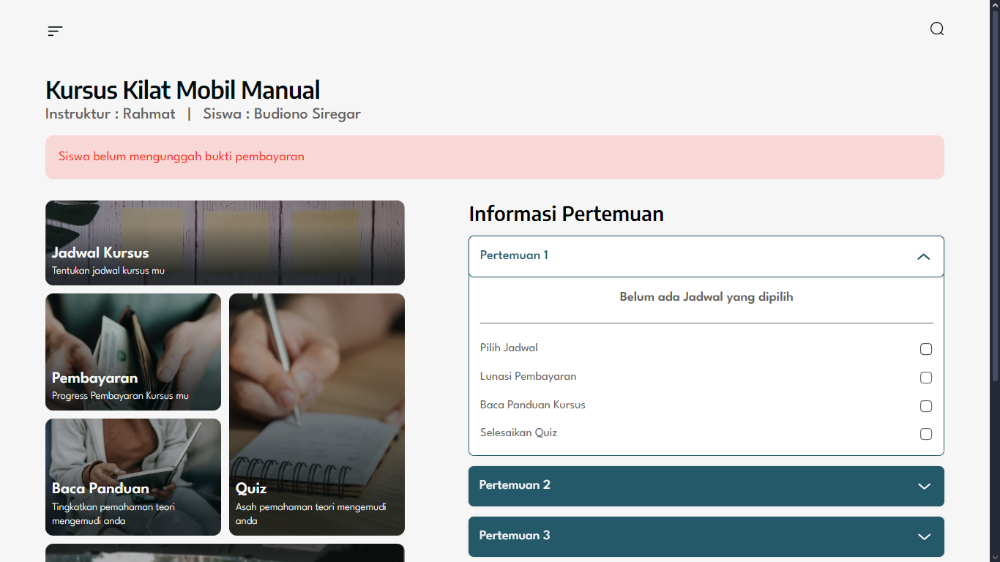 Kursus Kilat Mobil Manual
Instruktur : Rahmat | Siswa : Budiono Siregar
Siswa belum mengunggah bukti pembayaran
Jadwal Kursus
Tentukan jadwal kursus mu
Pembayaran
Progress Pembayaran Kursus mu
Baca Panduan
Tingkatkan pemahaman teori
mengemudi anda
Quiz
Asah pemahaman teori mengemudi
anda
Informasi Pertemuan
Pertemuan 1
Belum ada Jadwal yang dipilih
Pilih Jadwal
Lunasi Pembayaran
Baca Panduan Kursus
Selesaikan Quiz
Pertemuan 2
Pertemuan 3